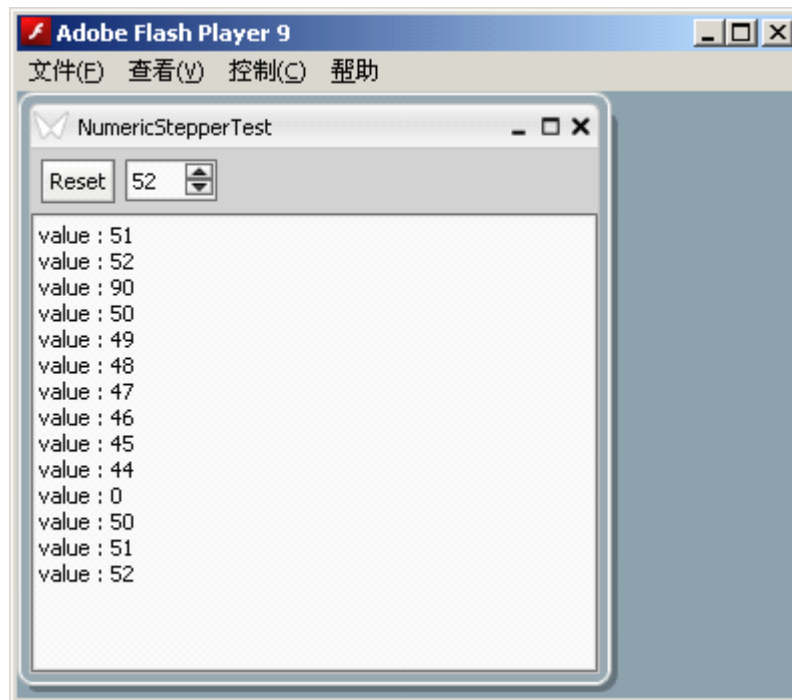 Adobe Flash Player 9
文件(F) 查看(V) 控制(C) 帮助
NumericStepperTest
Reset 52
value : 51
value : 52
value : 90
value : 50
value : 49
value : 48
value : 47
value : 46
value : 45
value : 44
value : 0
value : 50
value : 51
value : 52